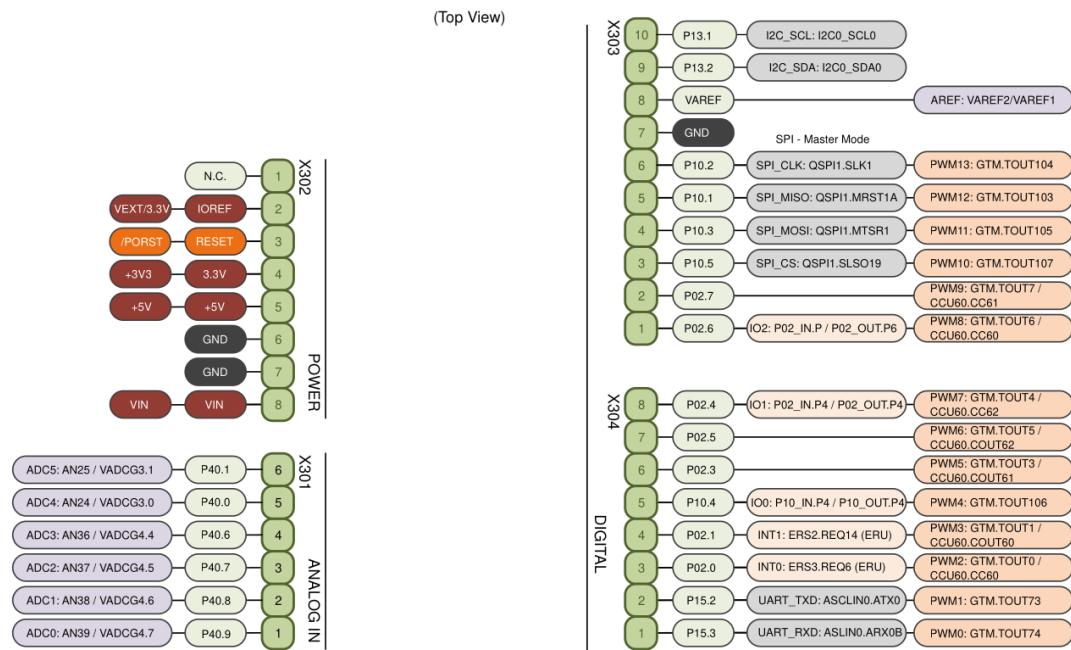 (Top View)
X302
N.C. 1
VEXT/3.3V IOREF 2
/PORST RESET 3
+3V3 3.3V 4
+5V +5V 5
GND 6
GND 7
VIN VIN 8
POWER
X301
ADC5: AN25 / VADCG3.1 P40.1 6
ADC4: AN24 / VADCG3.0 P40.0 5
ADC3: AN36 / VADCG4.4 P40.6 4
ADC2: AN37 / VADCG4.5 P40.7 3
ADC1: AN38 / VADCG4.6 P40.8 2
ADC0: AN39 / VADCG4.7 P40.9 1
ANALOG IN
X303
10 P13.1 I2C_SCL: I2C0_SCL0
9 P13.2 I2C_SDA: I2C0_SDA0
8 VAREF AREF: VAREF2/VAREF1
7 GND
SPI - Master Mode
6 P10.2 SPI_CLK: QSPI1.SLK1 PWM13: GTM.TOUT104
5 P10.1 SPI_MISO: QSPI1.MRST1A PWM12: GTM.TOUT103
4 P10.3 SPI_MOSI: QSPI1.MTSR1 PWM11: GTM.TOUT105
3 P10.5 SPI_CS: QSPI1.SLSO19 PWM10: GTM.TOUT107
2 P02.7 PWM9: GTM.TOUT7 /
CCU60.CC61
1 P02.6 IO2: P02_IN.P / P02_OUT.P6 PWM8: GTM.TOUT6 /
CCU60.CC60
X304
8 P02.4 IO1: P02_IN.P4 / P02_OUT.P4 PWM7: GTM.TOUT4 /
CCU60.CC62
7 P02.5 PWM6: GTM.TOUT5 /
CCU60.COUT62
6 P02.3 PWM5: GTM.TOUT3 /
CCU60.COUT61
5 P10.4 IO0: P10_IN.P4 / P10_OUT.P4 PWM4: GTM.TOUT106
4 P02.1 INT1: ERS2.REQ14 (ERU) PWM3: GTM.TOUT1 /
CCU60.COUT60
3 P02.0 INT0: ERS3.REQ6 (ERU) PWM2: GTM.TOUT0 /
CCU60.CC60
2 P15.2 UART_TXD: ASCLIN0.ATX0 PWM1: GTM.TOUT73
1 P15.3 UART_RXD: ASLIN0.ARX0B PWM0: GTM.TOUT74
DIGITAL